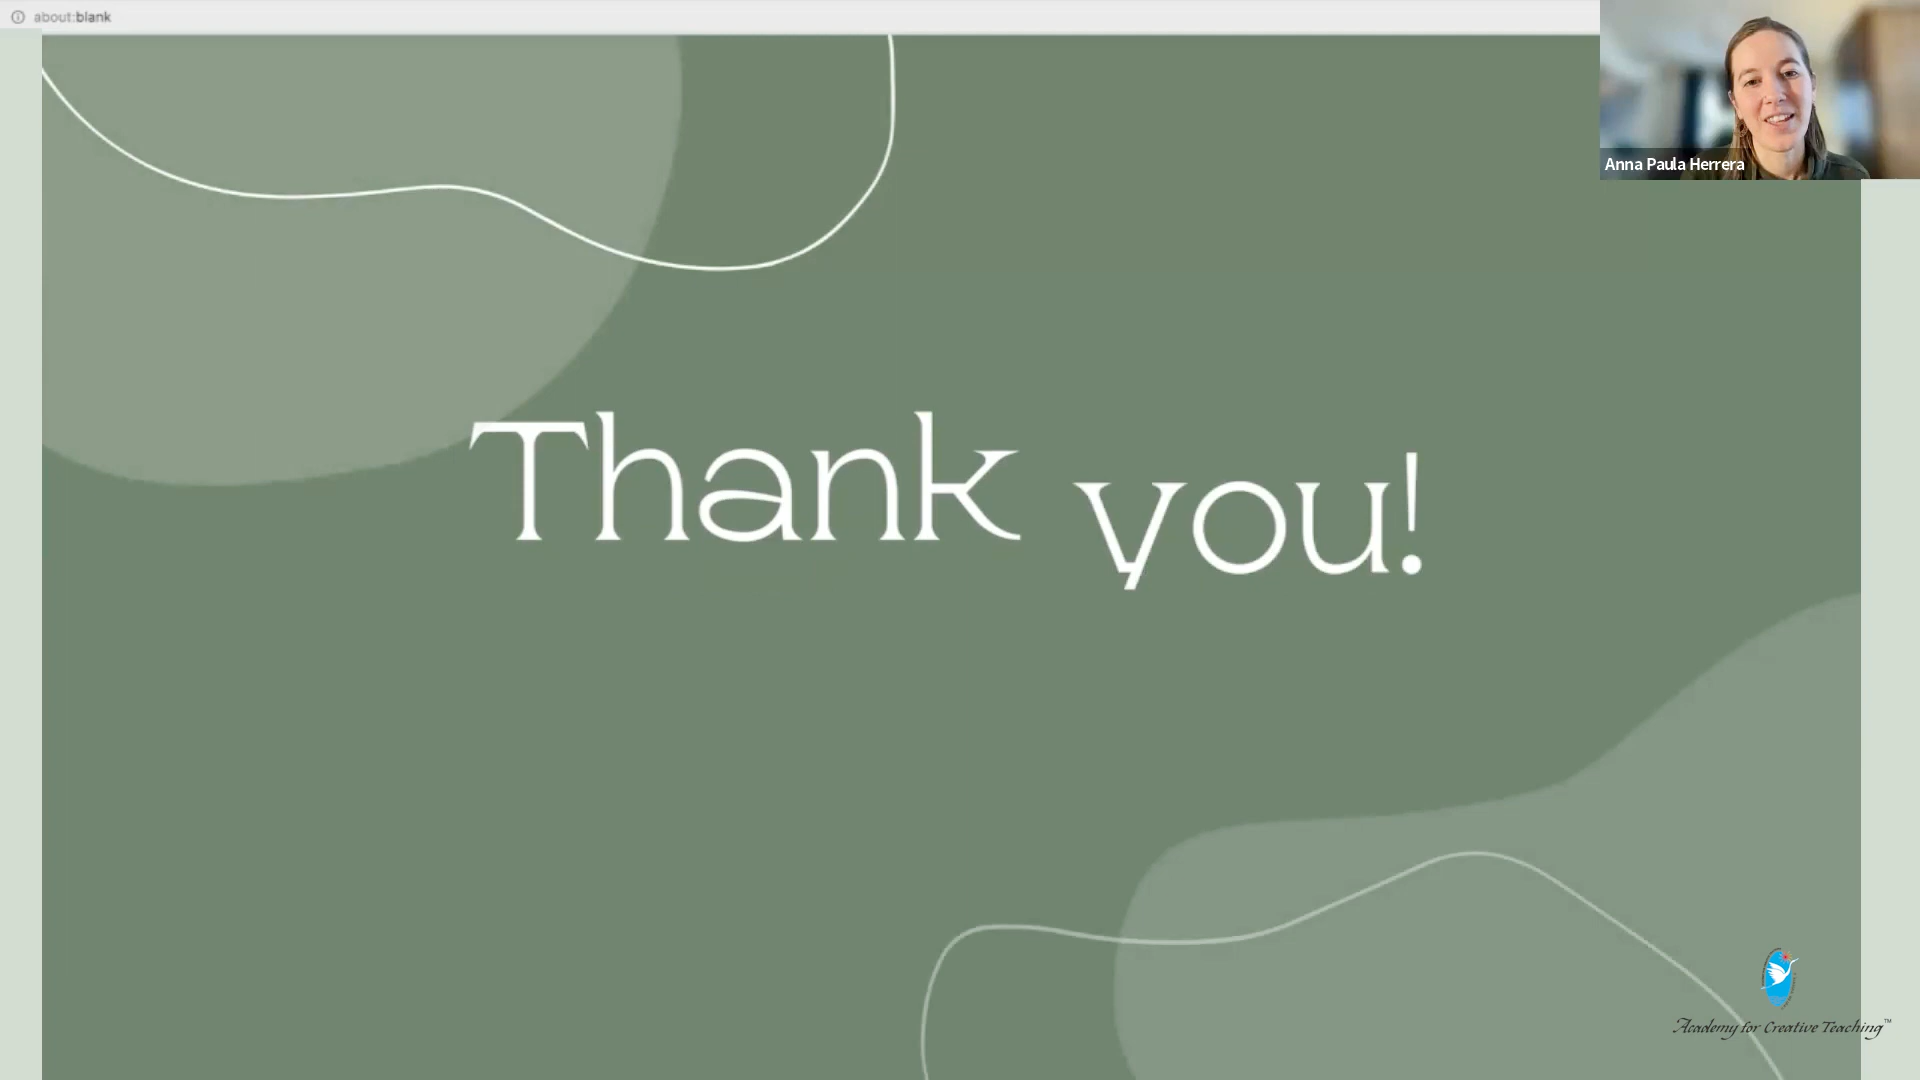 about:blank
Anna Paula Herrera
Thank you!
Academy for Creative Teaching™